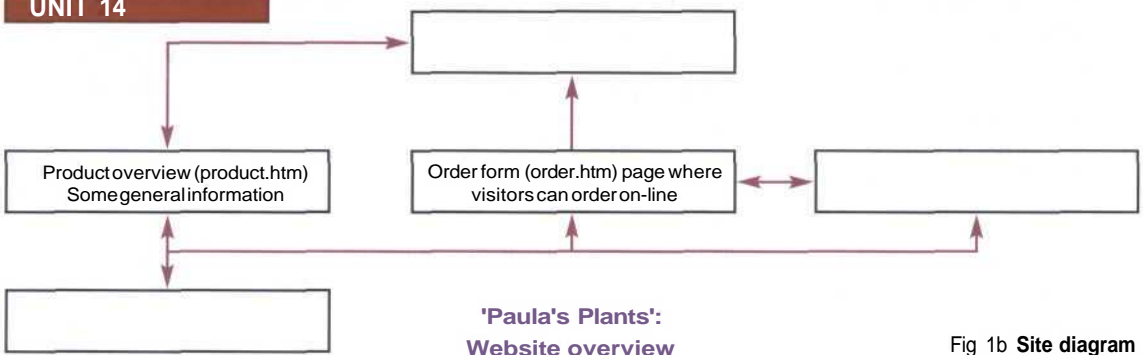 UNIT 14
Product overview (product.htm)
Some general information
Order form (order.htm) page where
visitors can order on-line
'Paula's Plants':
Website overview
Fig 1b Site diagram